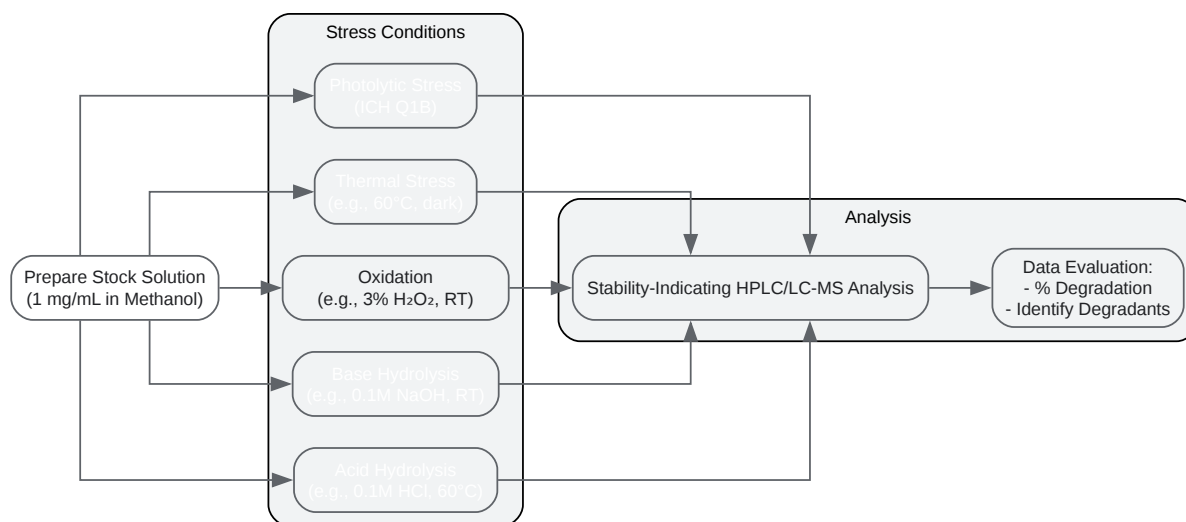 Stress Conditions
Photolytic Stress
(ICH Q1B)
Thermal Stress
(e.g., 60°C, dark)
Analysis
Prepare Stock Solution
(1 mg/mL in Methanol)
Oxidation
(e.g., 3% H₂O₂, RT)
Stability-Indicating HPLC/LC-MS Analysis
Data Evaluation:
- % Degradation
- Identify Degradants
Base Hydrolysis
(e.g., 0.1M NaOH, RT)
Acid Hydrolysis
(e.g., 0.1M HCl, 60°C)